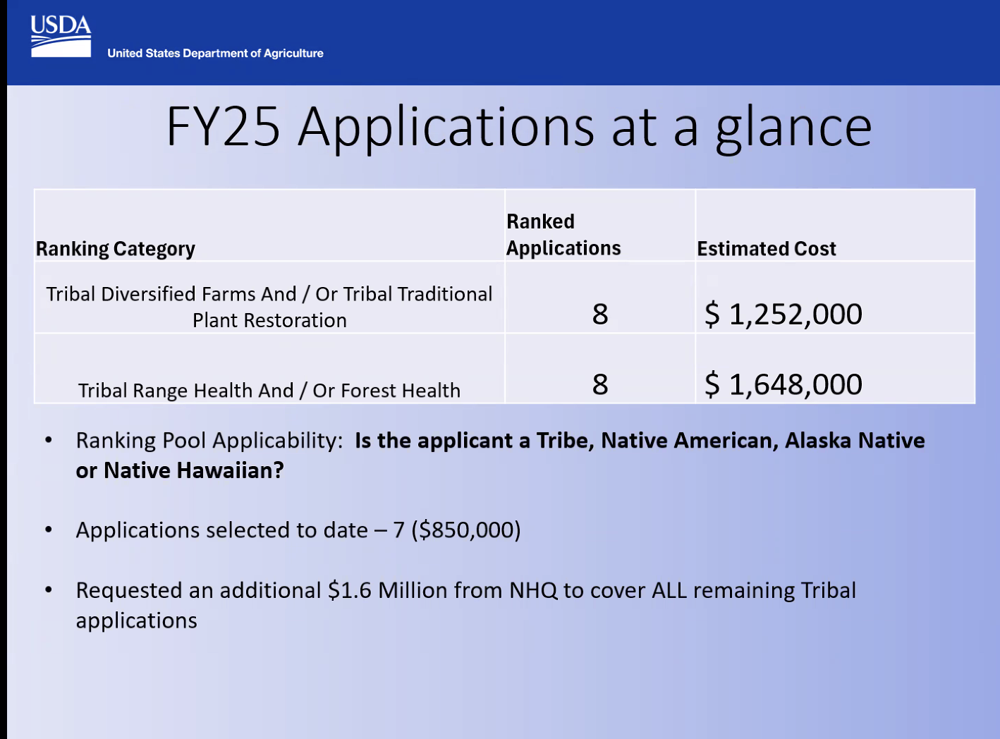 USDA
United States Department of Agriculture
FY25 Applications at a glance
Ranking Category
Ranked
Applications
Estimated Cost
Tribal Diversified Farms And / Or Tribal Traditional
Plant Restoration
8
$ 1,252,000
Tribal Range Health And / Or Forest Health
8
$ 1,648,000
• Ranking Pool Applicability: Is the applicant a Tribe, Native American, Alaska Native
or Native Hawaiian?
• Applications selected to date – 7 ($850,000)
• Requested an additional $1.6 Million from NHQ to cover ALL remaining Tribal
applications